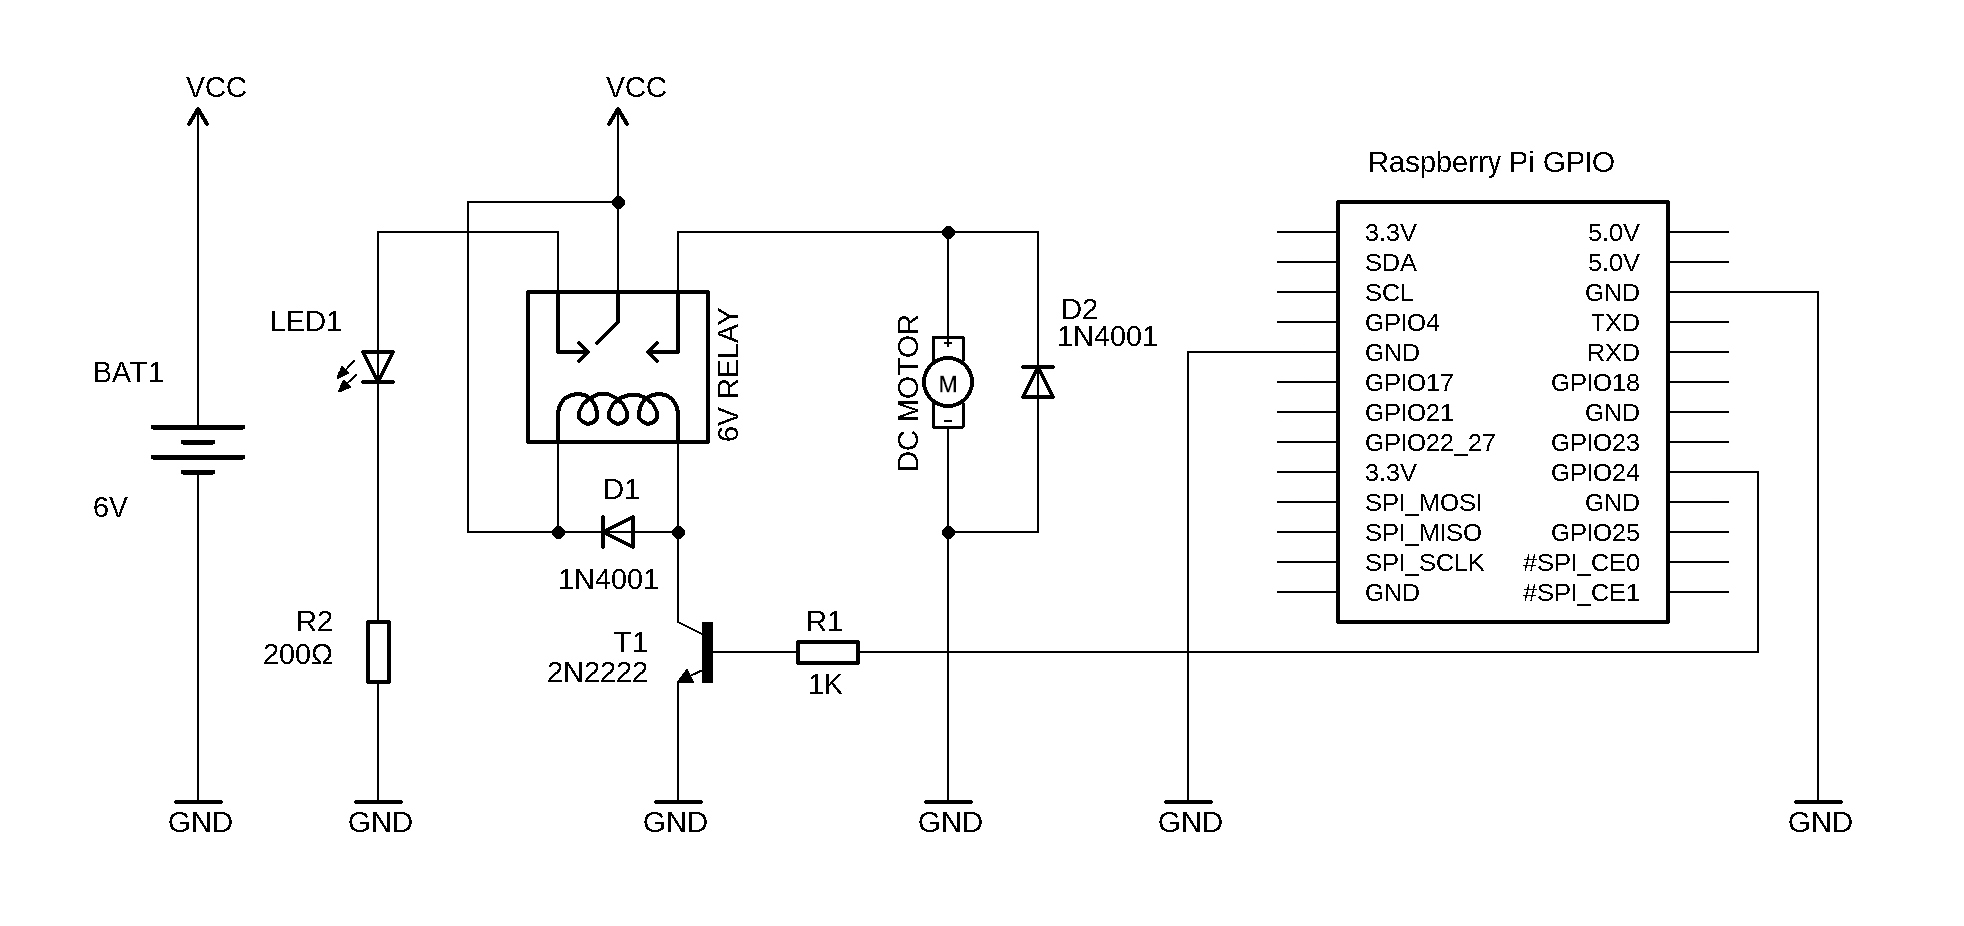 VCC
VCC
Raspberry Pi GPIO
3.3V 5.0V
SDA 5.0V
SCL GND
GPIO4 TXD
GND RXD
GPIO17 GPIO18
GPIO21 GND
GPIO22_27 GPIO23
3.3V GPIO24
SPI_MOSI GND
SPI_MISO GPIO25
SPI_SCLK #SPI_CE0
GND #SPI_CE1
BAT1
6V
LED1
6V RELAY
DC MOTOR
+
M
-
D2
1N4001
D1
1N4001
R2
200Ω
T1
2N2222
R1
1K
GND
GND
GND
GND
GND
GND